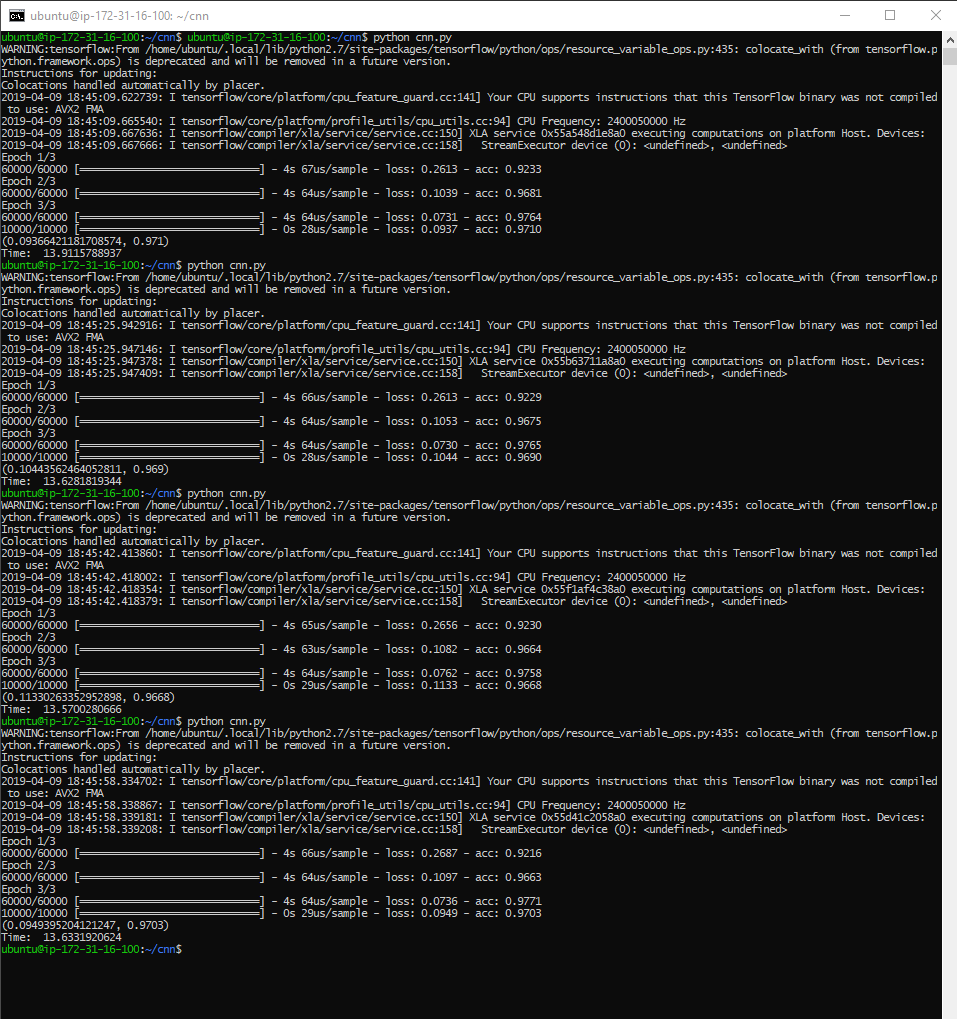 ubuntu@ip-172-31-16-100: ~/cnn
ubuntu@ip-172-31-16-100:~/cnn$ ubuntu@ip-172-31-16-100:~/cnn$ python cnn.py
WARNING:tensorflow:From /home/ubuntu/.local/lib/python2.7/site-packages/tensorflow/python/ops/resource_variable_ops.py:435: colocate_with (from tensorflow.p
ython.framework.ops) is deprecated and will be removed in a future version.
Instructions for updating:
Colocations handled automatically by placer.
2019-04-09 18:45:09.622739: I tensorflow/core/platform/cpu_feature_guard.cc:141] Your CPU supports instructions that this TensorFlow binary was not compiled
 to use: AVX2 FMA
2019-04-09 18:45:09.665540: I tensorflow/core/platform/profile_utils/cpu_utils.cc:94] CPU Frequency: 2400050000 Hz
2019-04-09 18:45:09.667636: I tensorflow/compiler/xla/service/service.cc:150] XLA service 0x55a548d1e8a0 executing computations on platform Host. Devices:
2019-04-09 18:45:09.667666: I tensorflow/compiler/xla/service/service.cc:158]   StreamExecutor device (0): <undefined>, <undefined>
Epoch 1/3
60000/60000 [==============================] - 4s 67us/sample - loss: 0.2613 - acc: 0.9233
Epoch 2/3
60000/60000 [==============================] - 4s 64us/sample - loss: 0.1039 - acc: 0.9681
Epoch 3/3
60000/60000 [==============================] - 4s 64us/sample - loss: 0.0731 - acc: 0.9764
10000/10000 [==============================] - 0s 28us/sample - loss: 0.0937 - acc: 0.9710
(0.09366421181708574, 0.971)
Time:  13.9115788937
ubuntu@ip-172-31-16-100:~/cnn$ python cnn.py
WARNING:tensorflow:From /home/ubuntu/.local/lib/python2.7/site-packages/tensorflow/python/ops/resource_variable_ops.py:435: colocate_with (from tensorflow.p
ython.framework.ops) is deprecated and will be removed in a future version.
Instructions for updating:
Colocations handled automatically by placer.
2019-04-09 18:45:25.942916: I tensorflow/core/platform/cpu_feature_guard.cc:141] Your CPU supports instructions that this TensorFlow binary was not compiled
 to use: AVX2 FMA
2019-04-09 18:45:25.947146: I tensorflow/core/platform/profile_utils/cpu_utils.cc:94] CPU Frequency: 2400050000 Hz
2019-04-09 18:45:25.947378: I tensorflow/compiler/xla/service/service.cc:150] XLA service 0x55b63711a8a0 executing computations on platform Host. Devices:
2019-04-09 18:45:25.947409: I tensorflow/compiler/xla/service/service.cc:158]   StreamExecutor device (0): <undefined>, <undefined>
Epoch 1/3
60000/60000 [==============================] - 4s 66us/sample - loss: 0.2613 - acc: 0.9229
Epoch 2/3
60000/60000 [==============================] - 4s 64us/sample - loss: 0.1053 - acc: 0.9675
Epoch 3/3
60000/60000 [==============================] - 4s 64us/sample - loss: 0.0730 - acc: 0.9765
10000/10000 [==============================] - 0s 28us/sample - loss: 0.1044 - acc: 0.9690
(0.10443562464052811, 0.969)
Time:  13.6281819344
ubuntu@ip-172-31-16-100:~/cnn$ python cnn.py
WARNING:tensorflow:From /home/ubuntu/.local/lib/python2.7/site-packages/tensorflow/python/ops/resource_variable_ops.py:435: colocate_with (from tensorflow.p
ython.framework.ops) is deprecated and will be removed in a future version.
Instructions for updating:
Colocations handled automatically by placer.
2019-04-09 18:45:42.413860: I tensorflow/core/platform/cpu_feature_guard.cc:141] Your CPU supports instructions that this TensorFlow binary was not compiled
 to use: AVX2 FMA
2019-04-09 18:45:42.418002: I tensorflow/core/platform/profile_utils/cpu_utils.cc:94] CPU Frequency: 2400050000 Hz
2019-04-09 18:45:42.418354: I tensorflow/compiler/xla/service/service.cc:150] XLA service 0x55f1af4c38a0 executing computations on platform Host. Devices:
2019-04-09 18:45:42.418379: I tensorflow/compiler/xla/service/service.cc:158]   StreamExecutor device (0): <undefined>, <undefined>
Epoch 1/3
60000/60000 [==============================] - 4s 65us/sample - loss: 0.2656 - acc: 0.9230
Epoch 2/3
60000/60000 [==============================] - 4s 63us/sample - loss: 0.1082 - acc: 0.9664
Epoch 3/3
60000/60000 [==============================] - 4s 64us/sample - loss: 0.0762 - acc: 0.9758
10000/10000 [==============================] - 0s 29us/sample - loss: 0.1133 - acc: 0.9668
(0.11330263352952898, 0.9668)
Time:  13.5700280666
ubuntu@ip-172-31-16-100:~/cnn$ python cnn.py
WARNING:tensorflow:From /home/ubuntu/.local/lib/python2.7/site-packages/tensorflow/python/ops/resource_variable_ops.py:435: colocate_with (from tensorflow.p
ython.framework.ops) is deprecated and will be removed in a future version.
Instructions for updating:
Colocations handled automatically by placer.
2019-04-09 18:45:58.334702: I tensorflow/core/platform/cpu_feature_guard.cc:141] Your CPU supports instructions that this TensorFlow binary was not compiled
 to use: AVX2 FMA
2019-04-09 18:45:58.338867: I tensorflow/core/platform/profile_utils/cpu_utils.cc:94] CPU Frequency: 2400050000 Hz
2019-04-09 18:45:58.339181: I tensorflow/compiler/xla/service/service.cc:150] XLA service 0x55d41c2058a0 executing computations on platform Host. Devices:
2019-04-09 18:45:58.339208: I tensorflow/compiler/xla/service/service.cc:158]   StreamExecutor device (0): <undefined>, <undefined>
Epoch 1/3
60000/60000 [==============================] - 4s 66us/sample - loss: 0.2687 - acc: 0.9216
Epoch 2/3
60000/60000 [==============================] - 4s 64us/sample - loss: 0.1097 - acc: 0.9663
Epoch 3/3
60000/60000 [==============================] - 4s 64us/sample - loss: 0.0736 - acc: 0.9771
10000/10000 [==============================] - 0s 29us/sample - loss: 0.0949 - acc: 0.9703
(0.0949395204121247, 0.9703)
Time:  13.6331920624
ubuntu@ip-172-31-16-100:~/cnn$